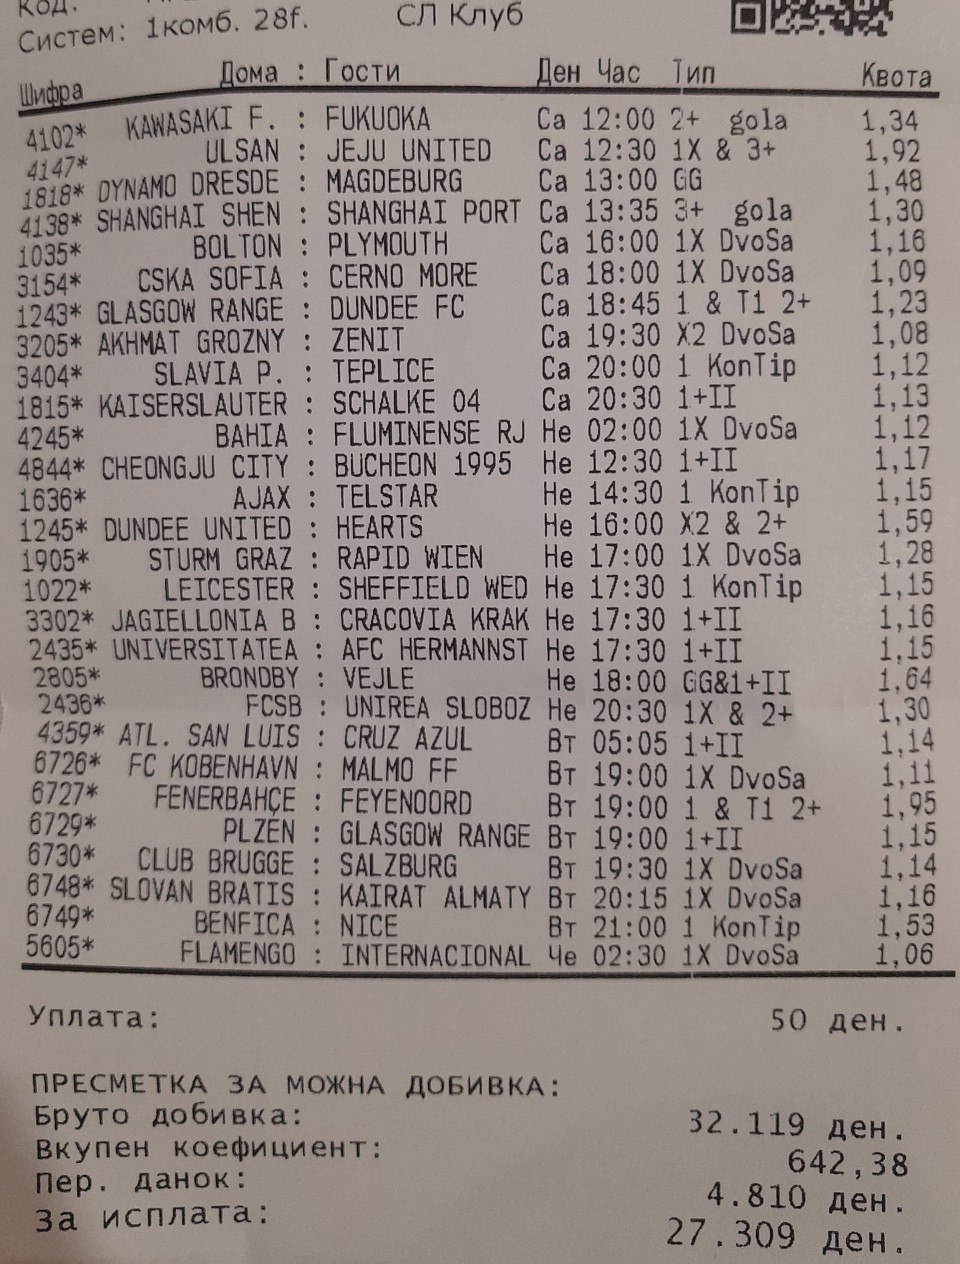 Код:
Систем: 1комб. 28f. СЛ Клуб
Шифра Дома : Гости Ден Час Тип Квота
4102* KAWASAKI F. : FUKUOKA Са 12:00 2+ gola 1,34
4147* ULSAN : JEJU UNITED Са 12:30 1X & 3+ 1,92
1818* DYNAMO DRESDE : MAGDEBURG Са 13:00 GG 1,48
4138* SHANGHAI SHEN : SHANGHAI PORT Са 13:35 3+ gola 1,30
1035* BOLTON : PLYMOUTH Са 16:00 1X DvoSa 1,16
3154* CSKA SOFIA : CERNO MORE Са 18:00 1X DvoSa 1,09
1243* GLASGOW RANGE : DUNDEE FC Са 18:45 1 & T1 2+ 1,23
3205* AKHMAT GROZNY : ZENIT Са 19:30 X2 DvoSa 1,08
3404* SLAVIA P. : TEPLICE Са 20:00 1 KonTip 1,12
1815* KAISERSLAUTER : SCHALKE 04 Са 20:30 1+II 1,13
4245* BAHIA : FLUMINENSE RJ Не 02:00 1X DvoSa 1,12
4844* CHEONGJU CITY : BUCHEON 1995 Не 12:30 1+II 1,17
1636* AJAX : TELSTAR Не 14:30 1 KonTip 1,15
1245* DUNDEE UNITED : HEARTS Не 16:00 X2 & 2+ 1,59
1905* STURM GRAZ : RAPID WIEN Не 17:00 1X DvoSa 1,28
1022* LEICESTER : SHEFFIELD WED Не 17:30 1 KonTip 1,15
3302* JAGIELLONIA B : CRACOVIA KRAK Не 17:30 1+II 1,16
2435* UNIVERSITATEA : AFC HERMANNST Не 17:30 1+II 1,15
2805* BRONDBY : VEJLE Не 18:00 GG&1+II 1,64
2436* FCSB : UNIREA SLOBOZ Не 20:30 1X & 2+ 1,30
4359* ATL. SAN LUIS : CRUZ AZUL Вт 05:05 1+II 1,14
6726* FC KOBENHAVN : MALMO FF Вт 19:00 1X DvoSa 1,11
6727* FENERBAHÇE : FEYENOORD Вт 19:00 1 & T1 2+ 1,95
6729* PLZEŇ : GLASGOW RANGE Вт 19:00 1+II 1,15
6730* CLUB BRUGGE : SALZBURG Вт 19:30 1X DvoSa 1,14
6748* SLOVAN BRATIS : KAIRAT ALMATY Вт 20:15 1X DvoSa 1,16
6749* BENFICA : NICE Вт 21:00 1 KonTip 1,53
5605* FLAMENGO : INTERNACIONAL Че 02:30 1X DvoSa 1,06
Уплата: 50 ден.
ПРЕСМЕТКА ЗА МОЖНА ДОБИВКА:
Бруто добивка: 32.119 ден.
Вкупен коефициент: 642,38
Пер. данок: 4.810 ден.
За исплата: 27.309 ден.